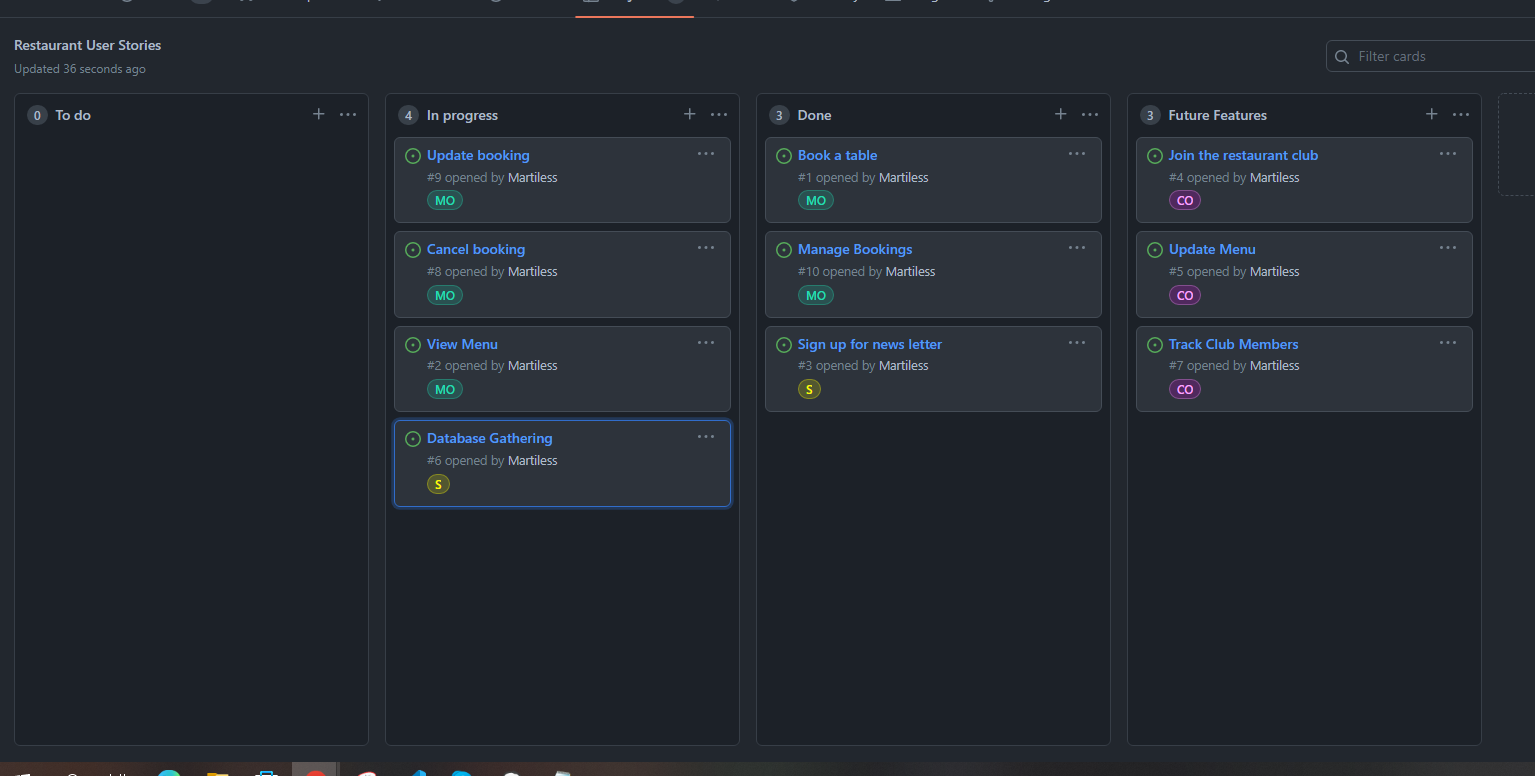 Restaurant User Stories
Updated 36 seconds ago
Filter cards
0 To do
4 In progress
Update booking
#9 opened by Martiless
MO
Cancel booking
#8 opened by Martiless
MO
View Menu
#2 opened by Martiless
MO
Database Gathering
#6 opened by Martiless
S
3 Done
Book a table
#1 opened by Martiless
MO
Manage Bookings
#10 opened by Martiless
MO
Sign up for news letter
#3 opened by Martiless
S
3 Future Features
Join the restaurant club
#4 opened by Martiless
CO
Update Menu
#5 opened by Martiless
CO
Track Club Members
#7 opened by Martiless
CO